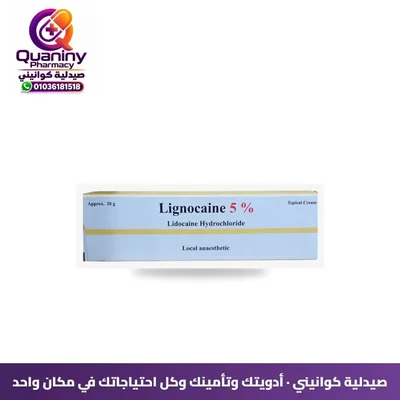 Quaniny
Pharmacy
صيدلية كوانيني
01036181518
Approx. 20 g
Lignocaine 5 %
Topical Cream
Lidocaine Hydrochloride
Local anaesthetic
صيدلية كوانيني · أدويتك وتأمينك وكل احتياجاتك في مكان واحد